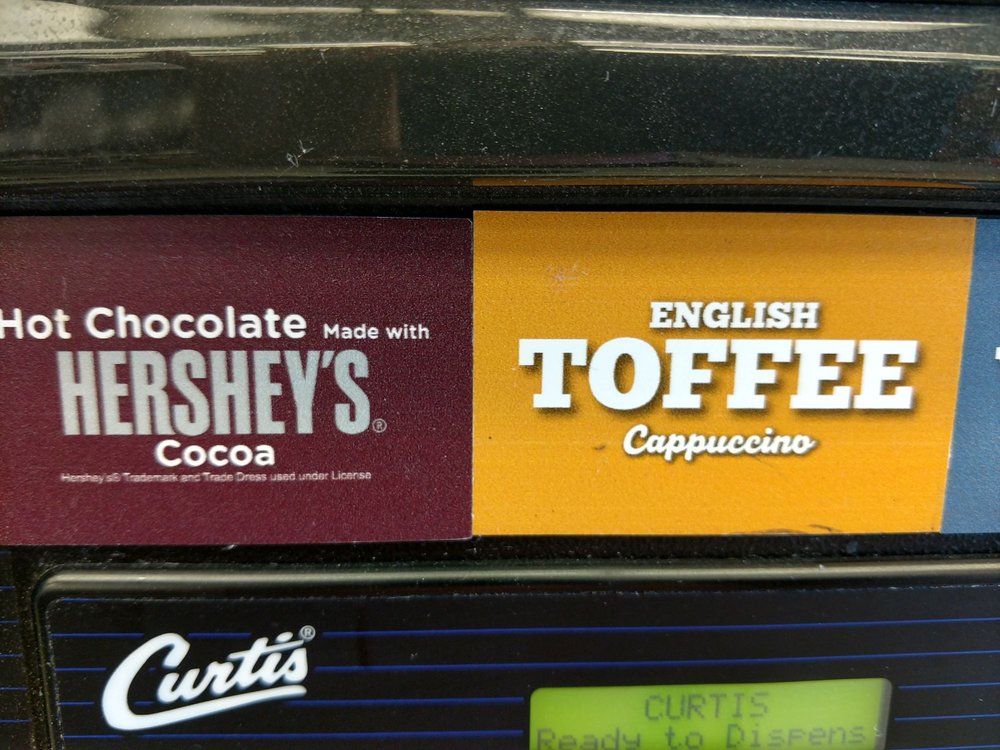 Hot Chocolate Made with
HERSHEY'S®
Cocoa
Hershey's® Trademark and Trade Dress used under License
ENGLISH
TOFFEE
Cappuccino
Curtis®
CURTIS
Ready to Dispens